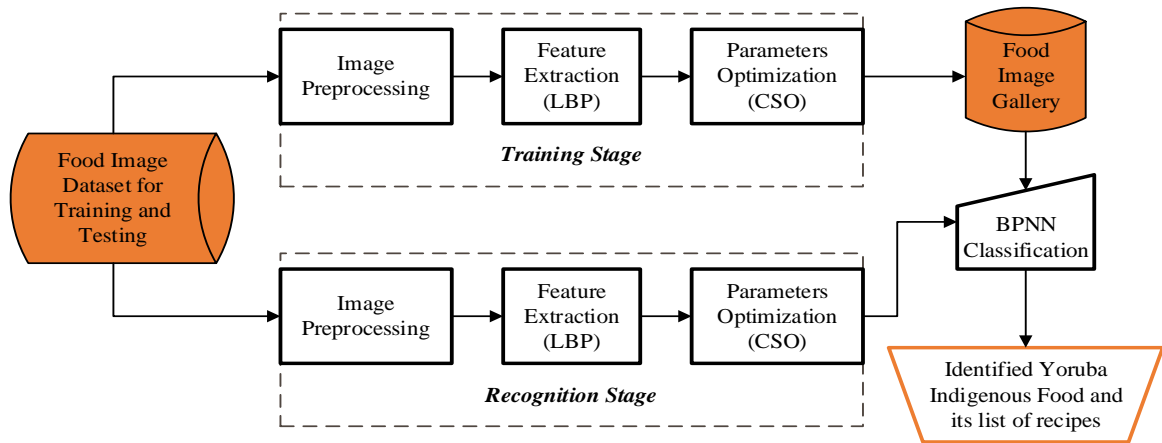 Food Image
Dataset for
Training and
Testing
Image
Preprocessing
Feature
Extraction
(LBP)
Parameters
Optimization
(CSO)
Training Stage
Food
Image
Gallery
Image
Preprocessing
Feature
Extraction
(LBP)
Parameters
Optimization
(CSO)
Recognition Stage
BPNN
Classification
Identified Yoruba
Indigenous Food and
its list of recipes